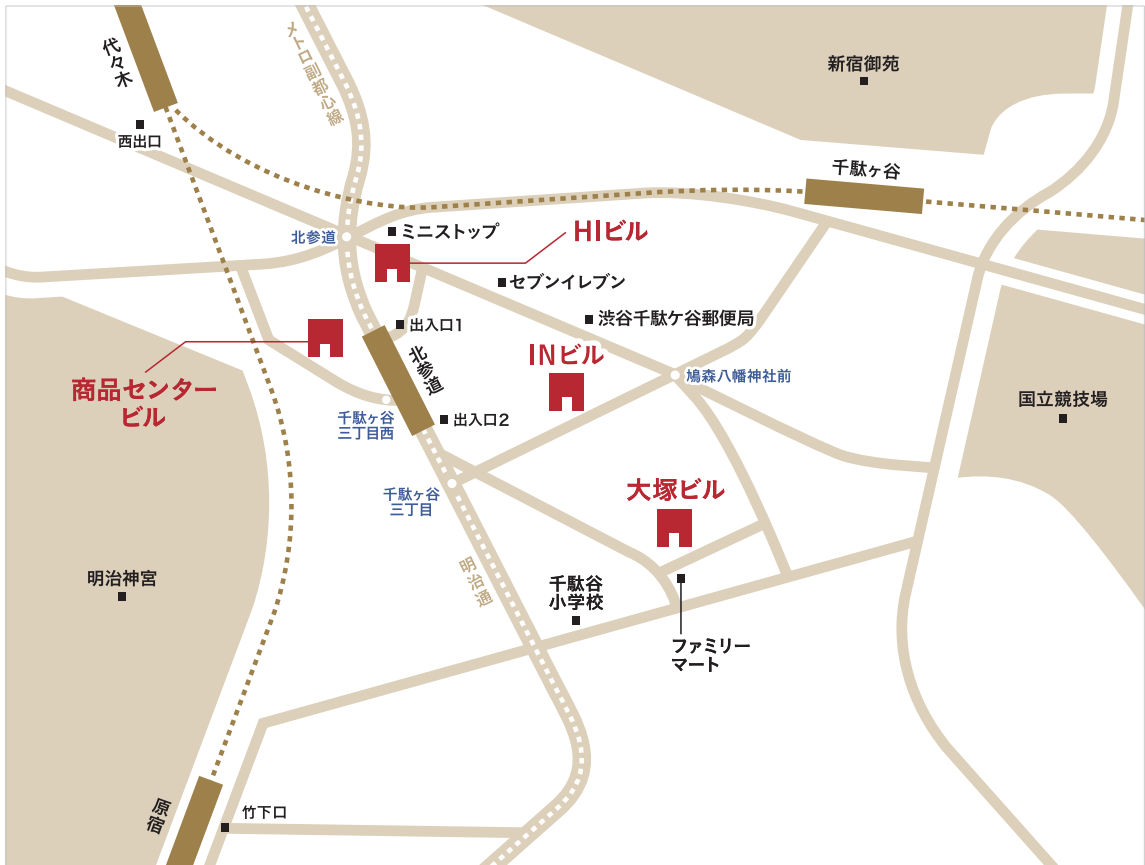 代々木
メトロ副都心線
新宿御苑
西出口
千駄ヶ谷
北参道
ミニストップ
HIビル
セブンイレブン
出入口1
渋谷千駄ケ谷郵便局
INビル
北参道
商品センター
ビル
鳩森八幡神社前
国立競技場
千駄ヶ谷
三丁目西
出入口2
千駄ヶ谷
三丁目
大塚ビル
明治通
明治神宮
千駄谷
小学校
ファミリー
マート
原宿
竹下口